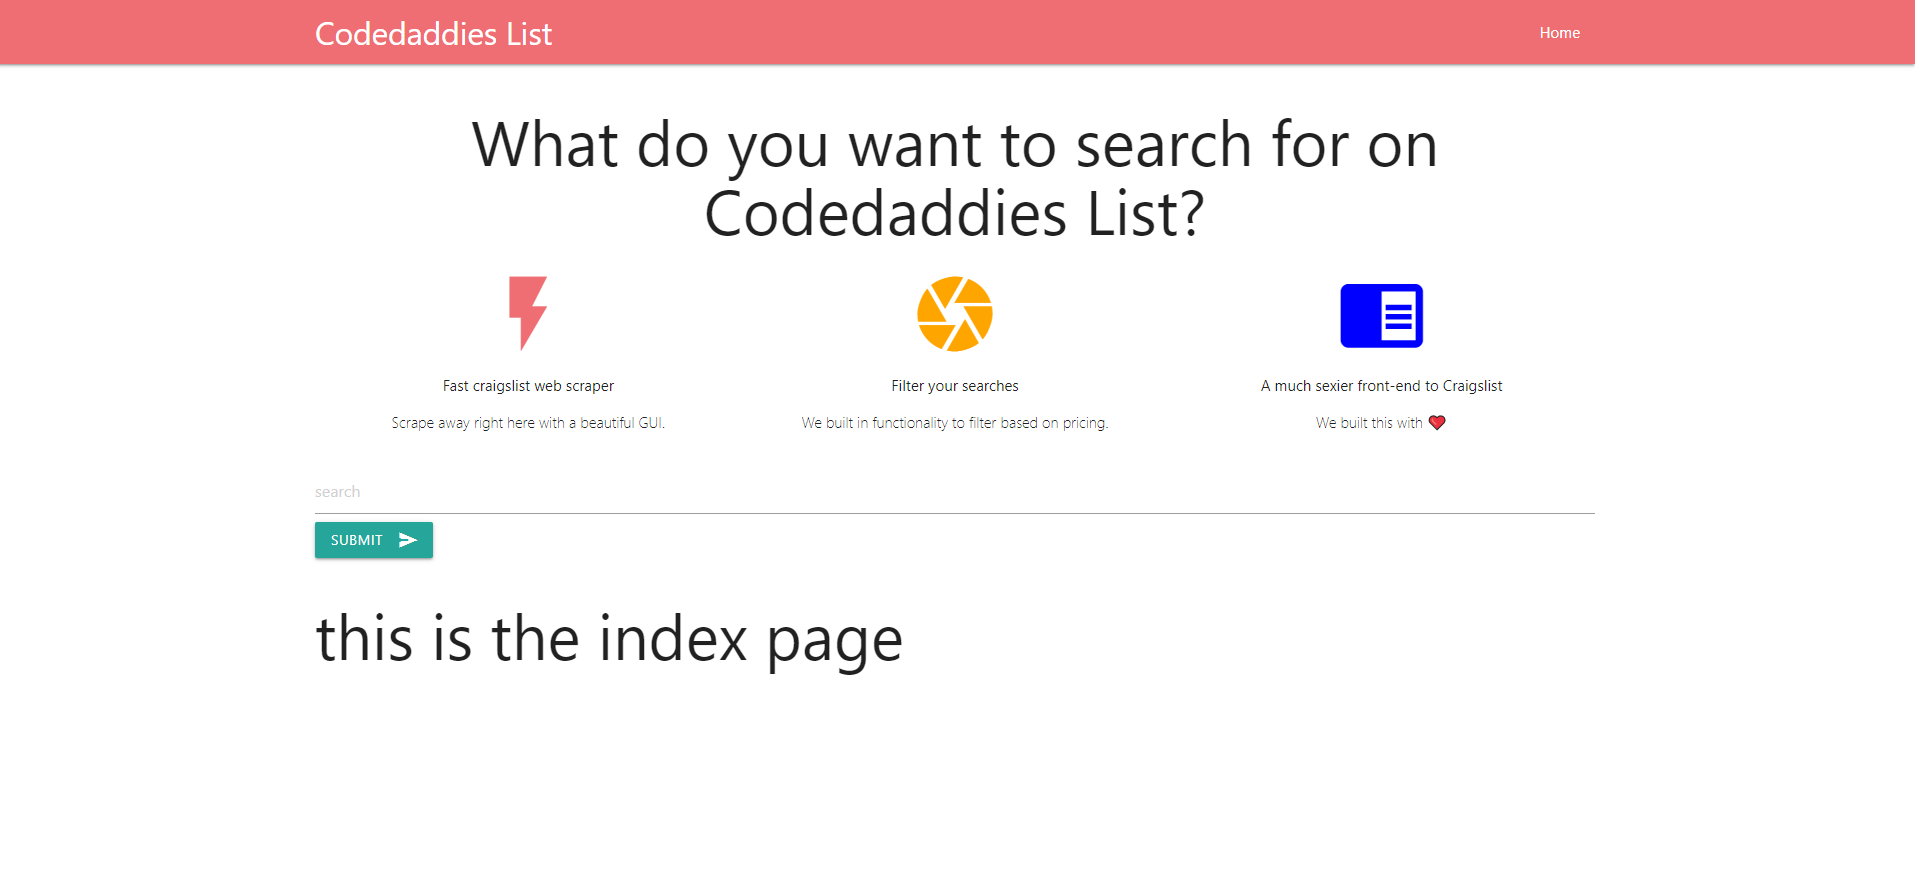 Codedaddies List
Home
What do you want to search for on
Codedaddies List?
Fast craigslist web scraper
Filter your searches
A much sexier front-end to Craigslist
Scrape away right here with a beautiful GUI.
We built in functionality to filter based on pricing.
We built this with ❤️
search
SUBMIT
this is the index page